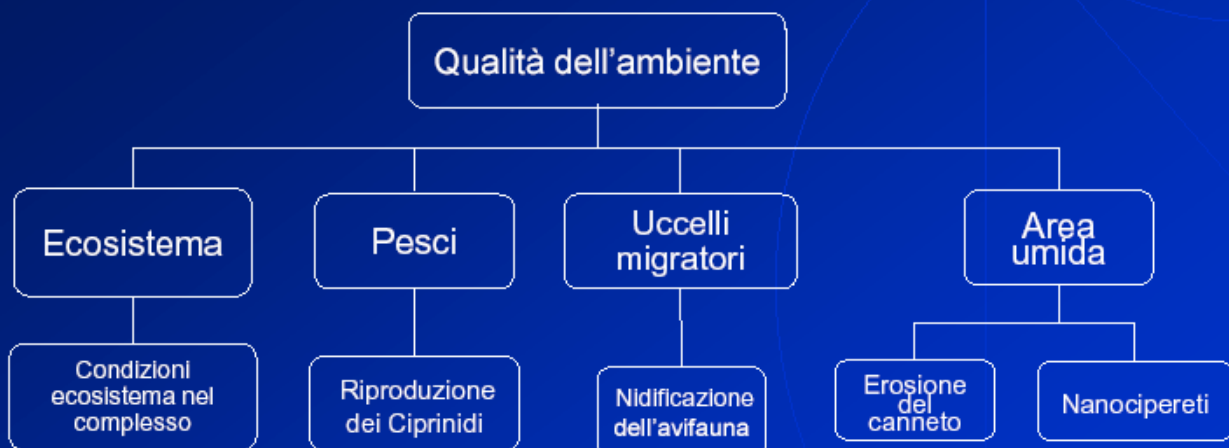 Qualità dell'ambiente
Ecosistema
Pesci
Uccelli
migratori
Area
umida
Condizioni
ecosistema nel
complesso
Riproduzione
dei Ciprinidi
Nidificazione
dell'avifauna
Erosione
del
canneto
Nanocipereti